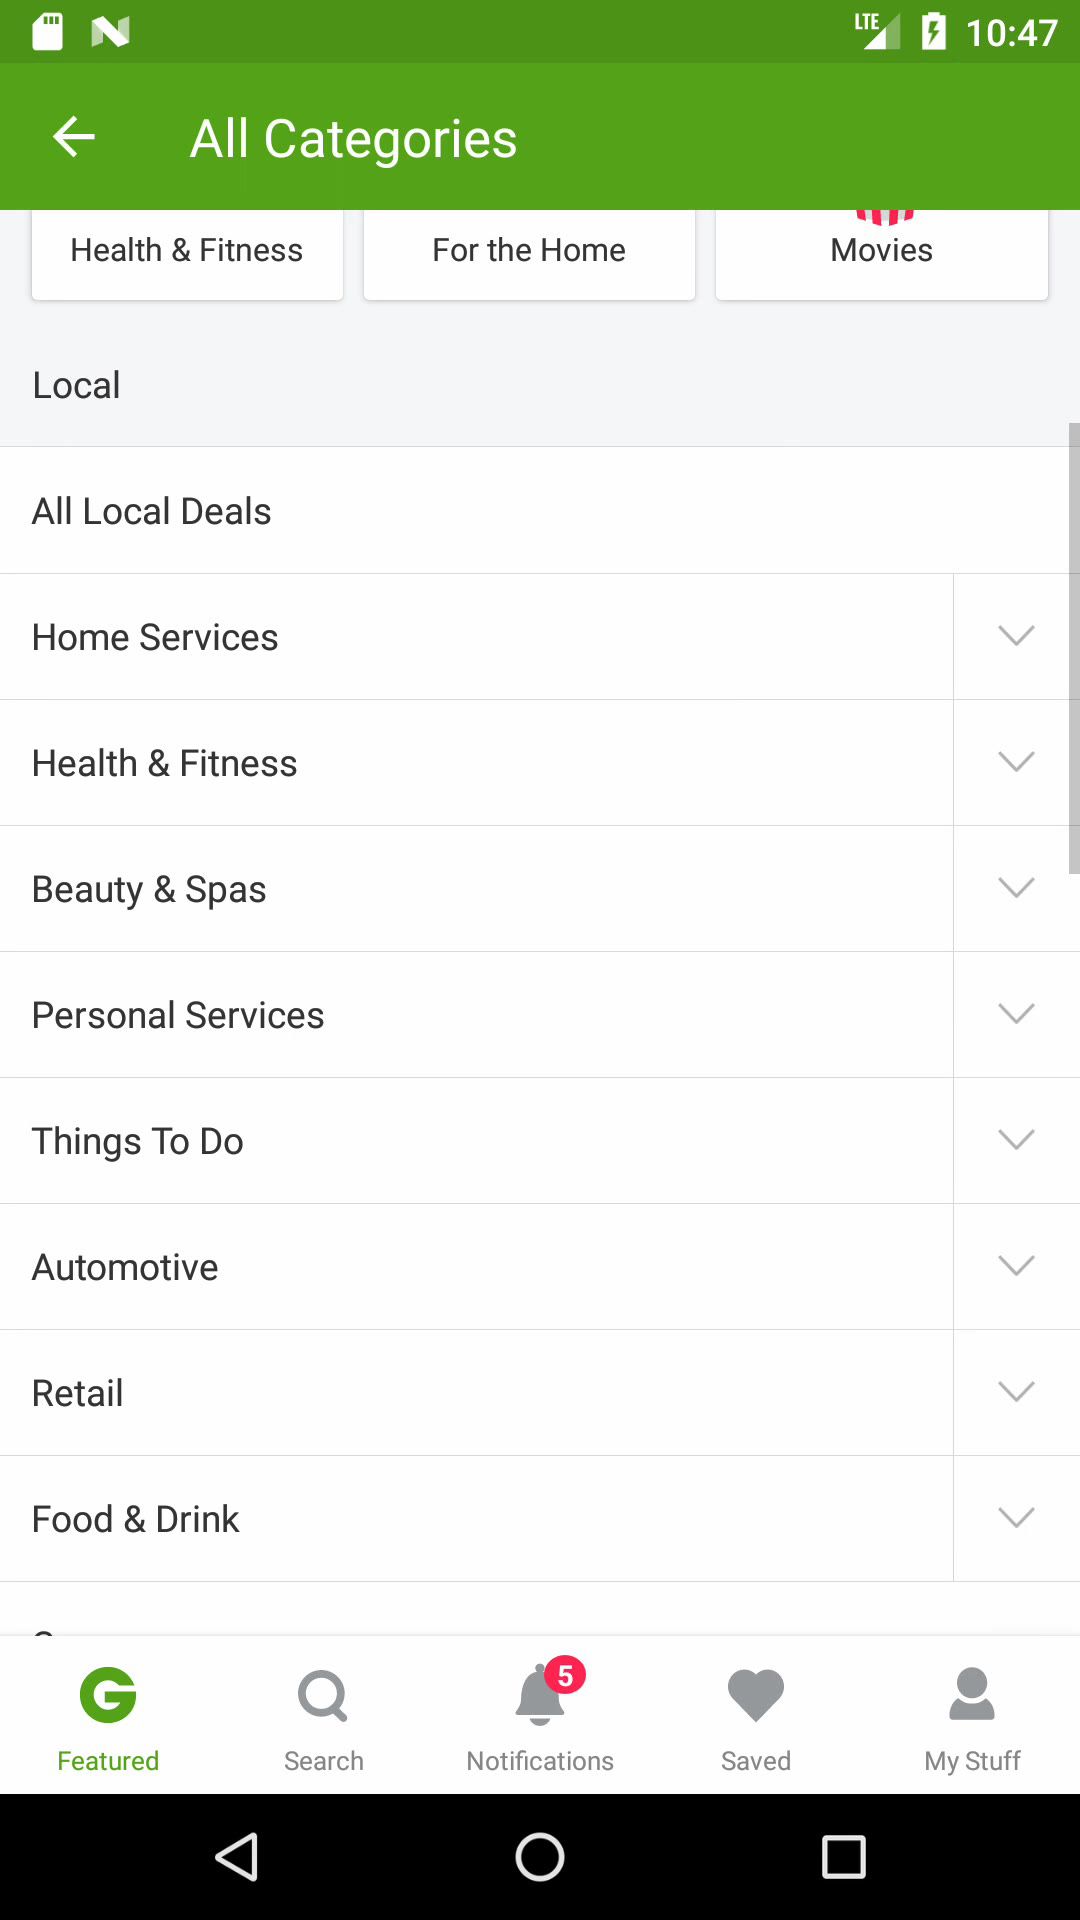 LTE 10:47
All Categories
Health & Fitness For the Home Movies
Local
All Local Deals
Home Services
Health & Fitness
Beauty & Spas
Personal Services
Things To Do
Automotive
Retail
Food & Drink
5
Featured Search Notifications Saved My Stuff